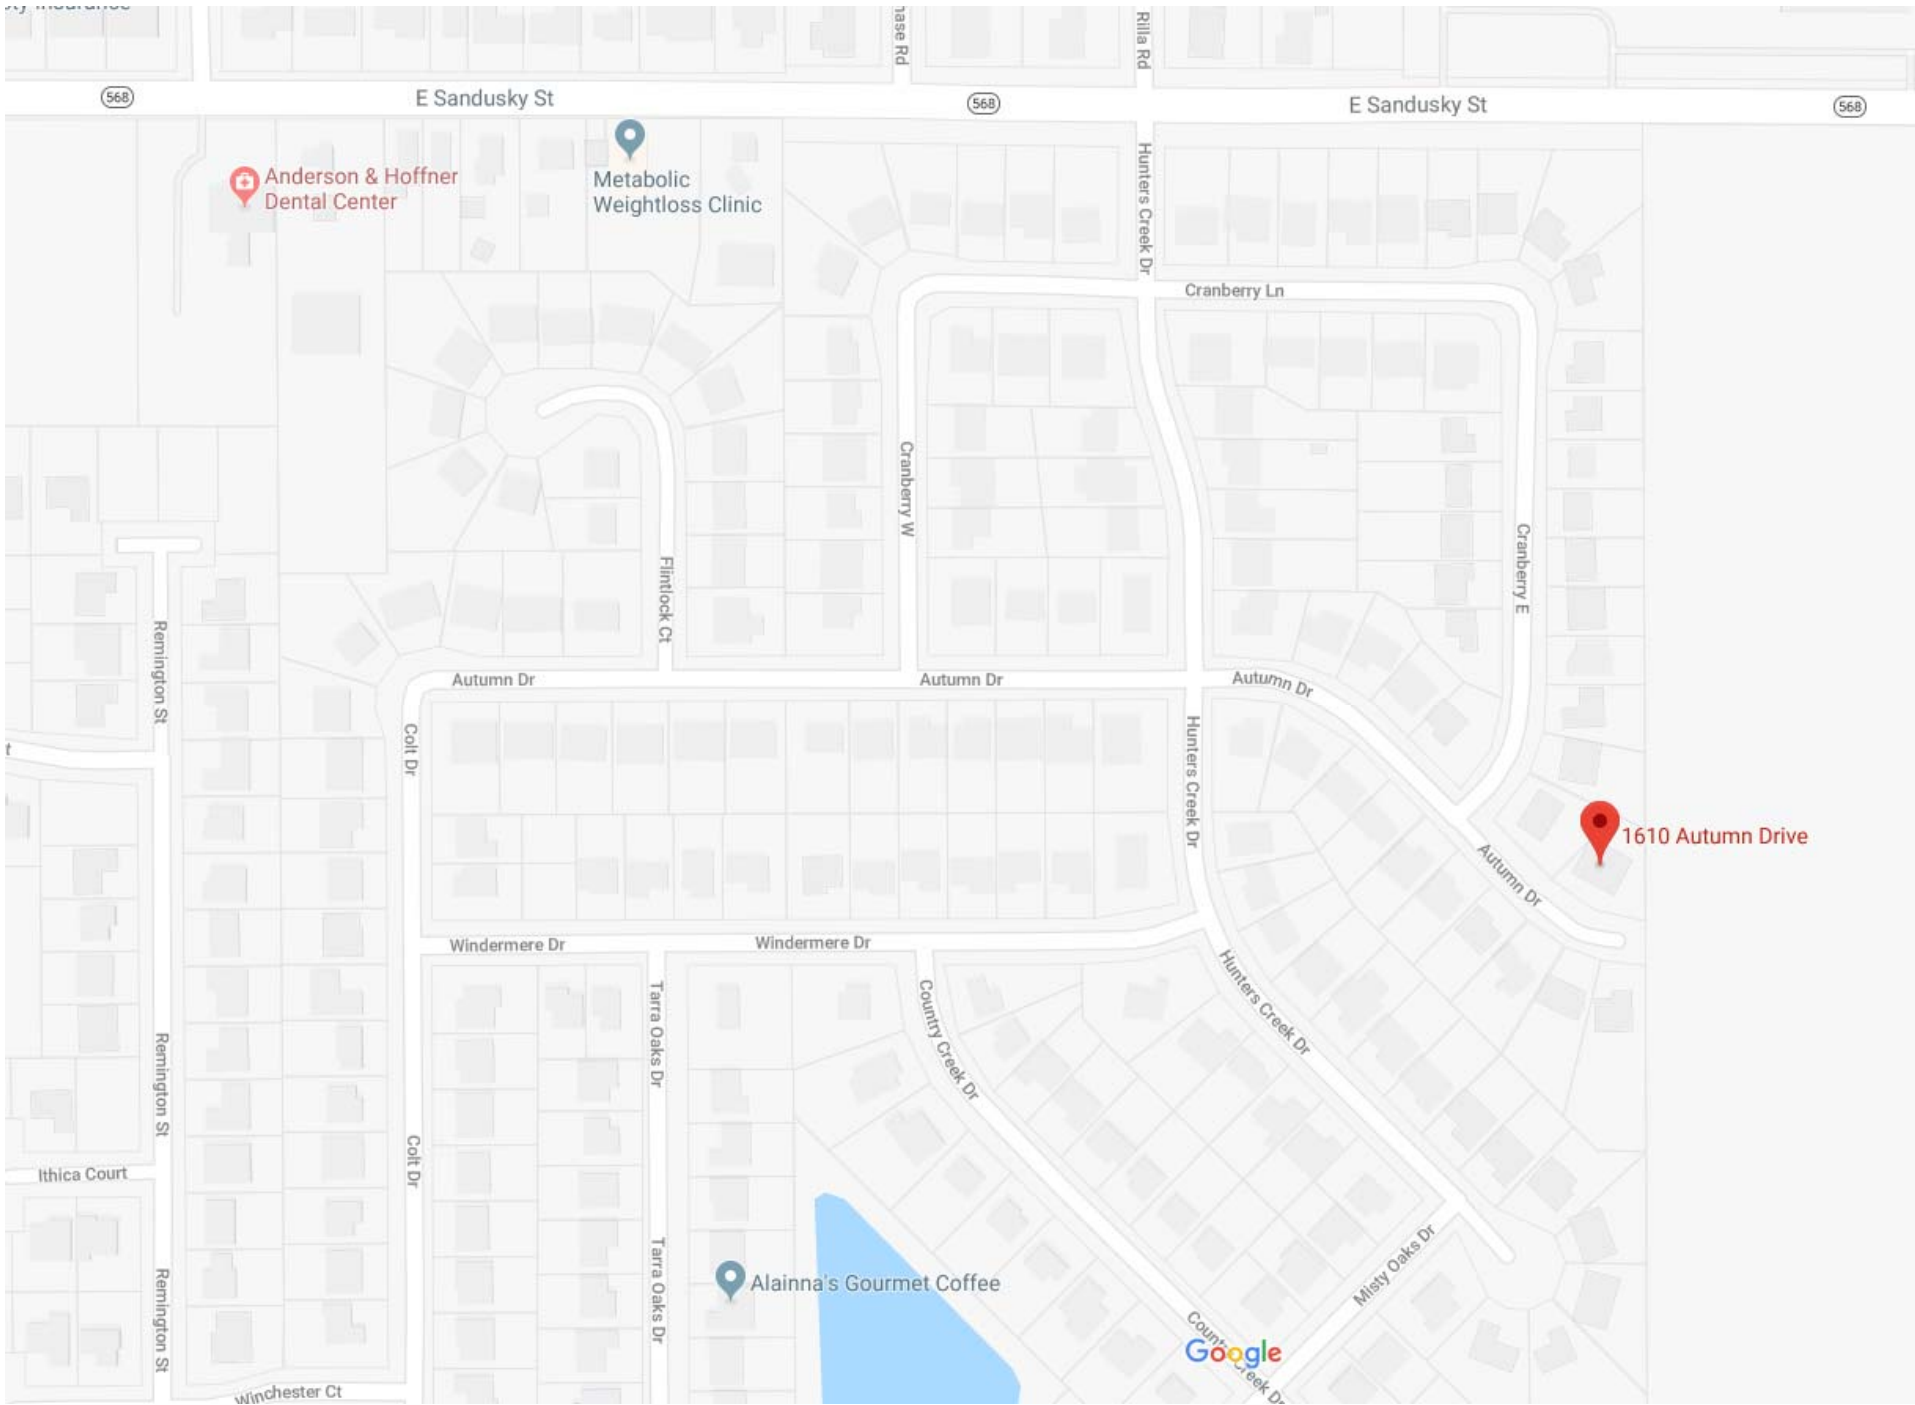 Insurance
Rilla Rd
568
E Sandusky St
568
E Sandusky St
568
Anderson & Hoffner
Dental Center
Metabolic
Weightloss Clinic
Hunters Creek Dr
Cranberry Ln
Cranberry W
Cranberry E
Flintlock Ct
Remington St
Autumn Dr
Autumn Dr
Autumn Dr
Colt Dr
Hunters Creek Dr
1610 Autumn Drive
Autumn Dr
Windermere Dr
Windermere Dr
Tarra Oaks Dr
Country Creek Dr
Hunters Creek Dr
Remington St
Colt Dr
Ithica Court
Tarra Oaks Dr
Alainna's Gourmet Coffee
Misty Oaks Dr
Remington St
Google
Winchester Ct